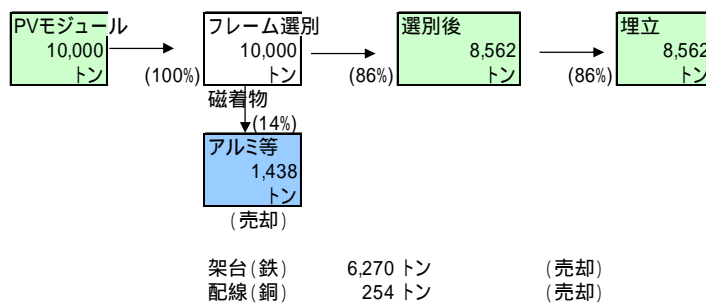 PVモジュール
10,000
トン
(100%)
フレーム選別
10,000
トン
(86%)
選別後
8,562
トン
(86%)
埋立
8,562
トン
磁着物
(14%)
アルミ等
1,438
トン
(売却)
架台(鉄) 6,270 トン (売却)
配線(銅) 254 トン (売却)